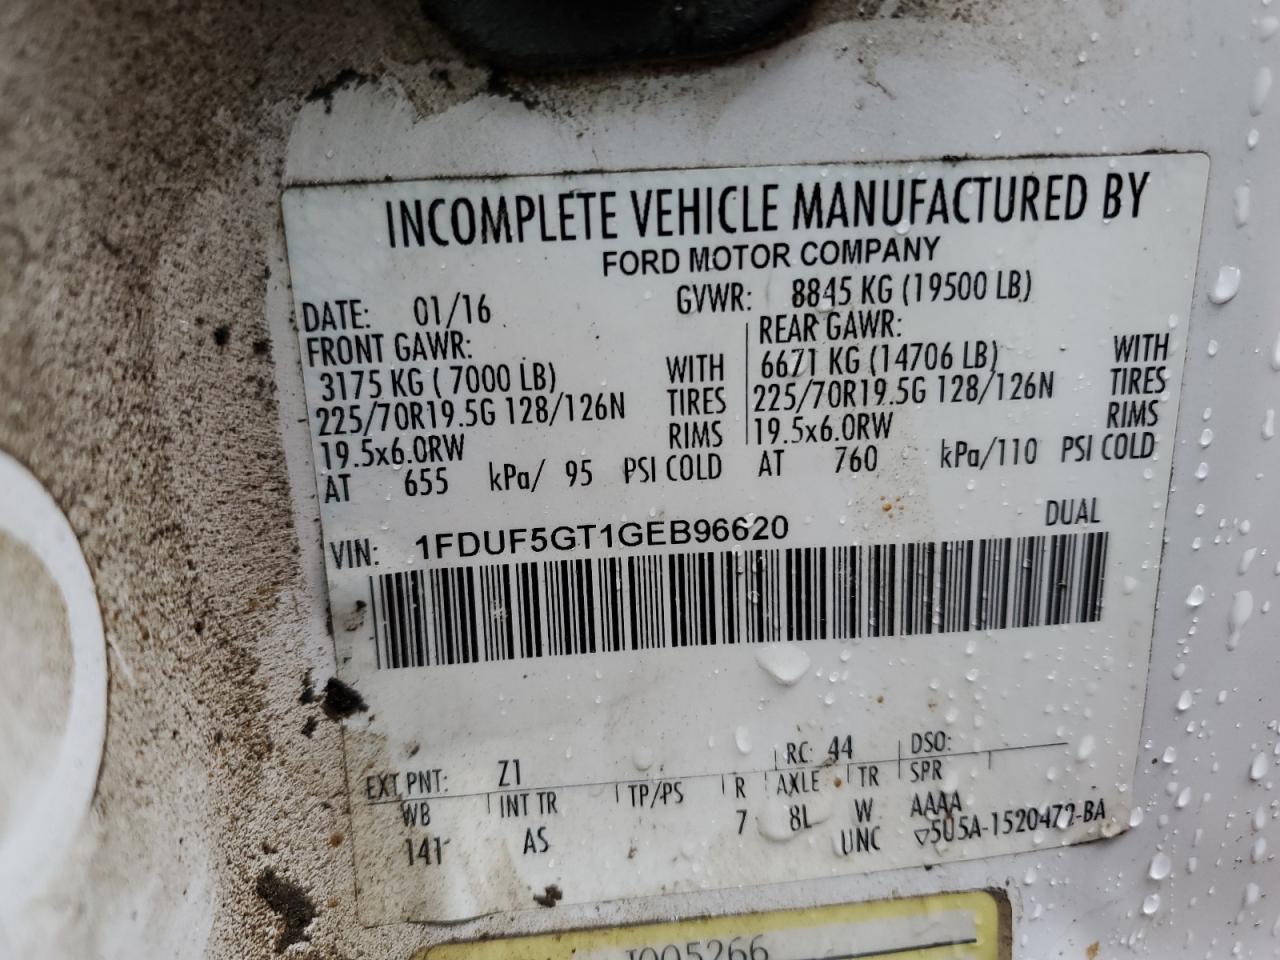 INCOMPLETE VEHICLE MANUFACTURED BY
FORD MOTOR COMPANY
DATE: 01/16 GVWR: 8845 KG (19500 LB)
FRONT GAWR: REAR GAWR:
3175 KG ( 7000 LB) WITH 6671 KG (14706 LB) WITH
225/70R19.5G 128/126N TIRES 225/70R19.5G 128/126N TIRES
19.5x6.0RW RIMS 19.5x6.0RW RIMS
AT 655 kPa/ 95 PSI COLD AT 760 kPa/110 PSI COLD
VIN: 1FDUF5GT1GEB96620 DUAL
EXT PNT: Z1 RC: 44 DSO:
WB INT TR TP/PS R AXLE TR SPR
141 AS 7 8L W AAAA
UNC ▽5U5A-1520472-BA